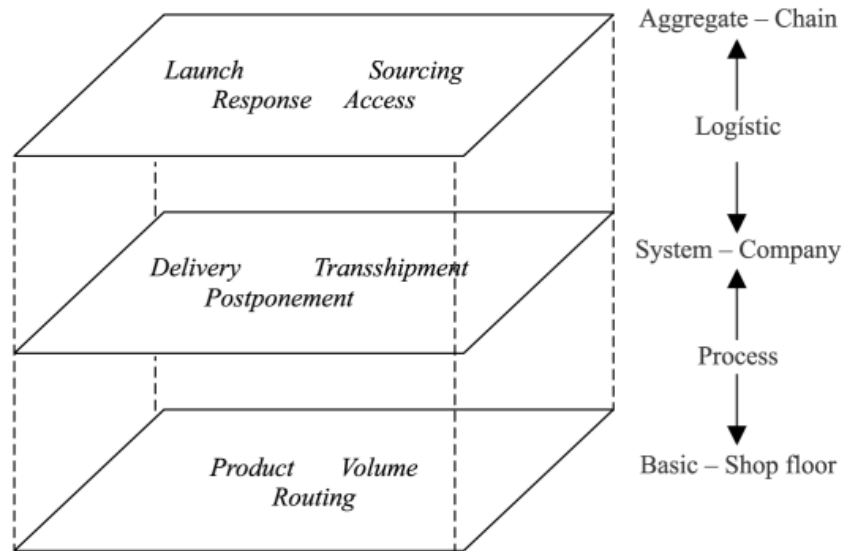 Aggregate – Chain
Launch Sourcing
Response Access
Logístic
System – Company
Delivery Transshipment
Postponement
Process
Product Volume
Basic – Shop floor
Routing